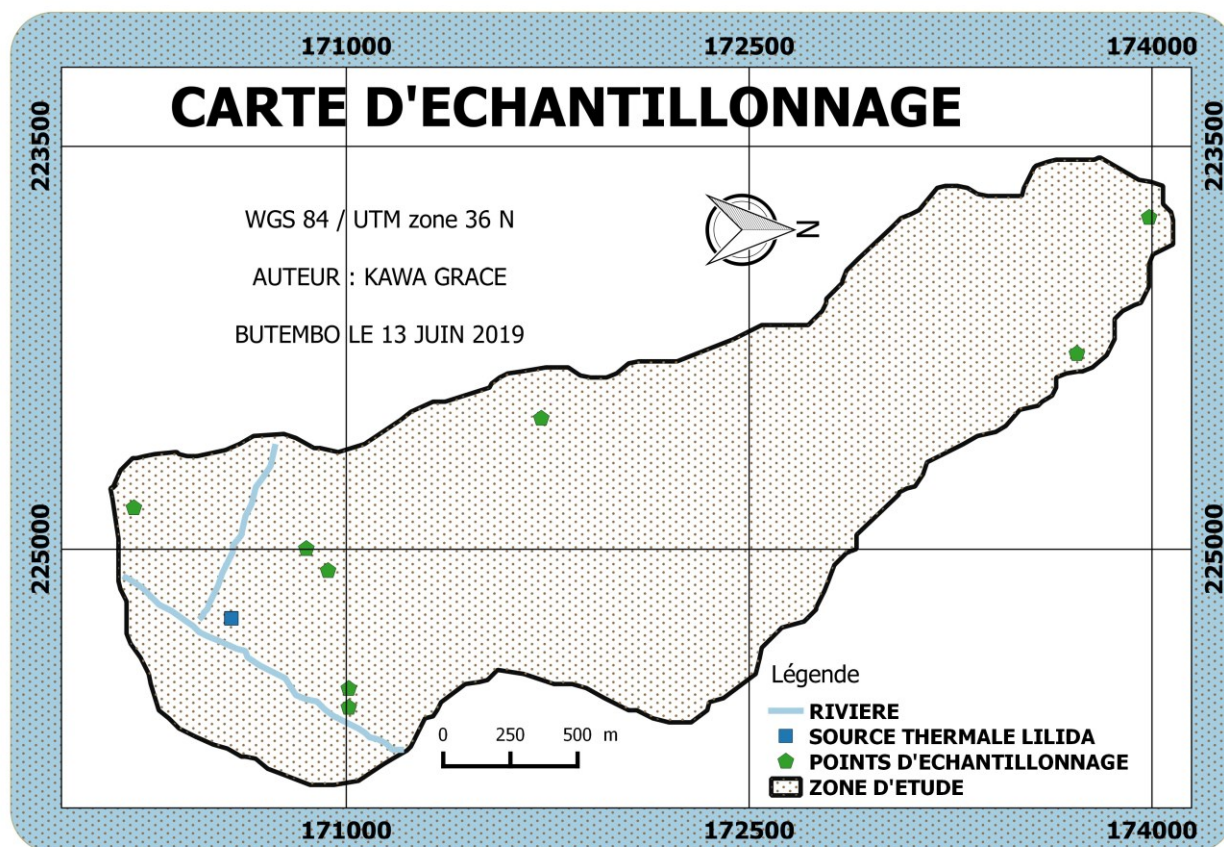 171000 172500 174000
CARTE D'ECHANTILLONNAGE
223500 223500
WGS 84 / UTM zone 36 N
N
AUTEUR : KAWA GRACE
BUTEMBO LE 13 JUIN 2019
225000 225000
Légende
RIVIERE
0 250 500 m
SOURCE THERMALE LILIDA
POINTS D'ECHANTILLONNAGE
ZONE D'ETUDE
171000 172500 174000